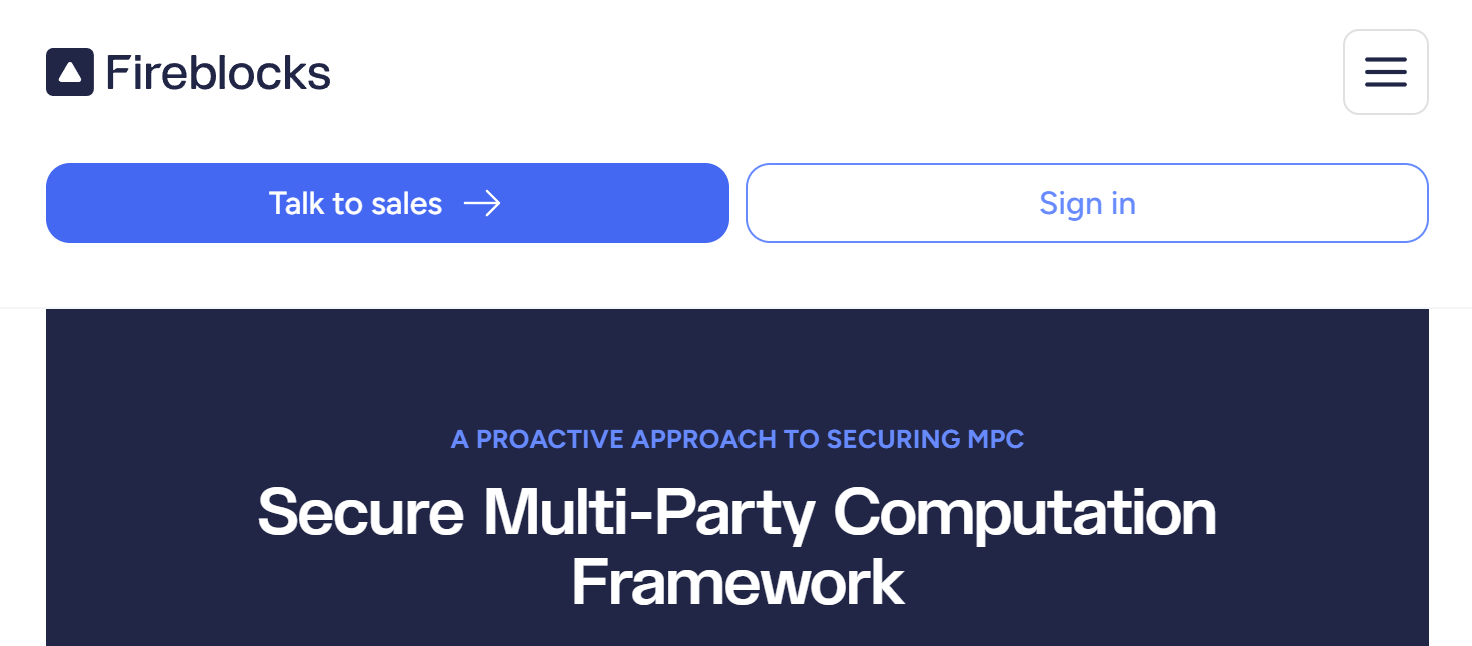 Fireblocks
Talk to sales
Sign in
A PROACTIVE APPROACH TO SECURING MPC
Secure Multi-Party Computation
Framework